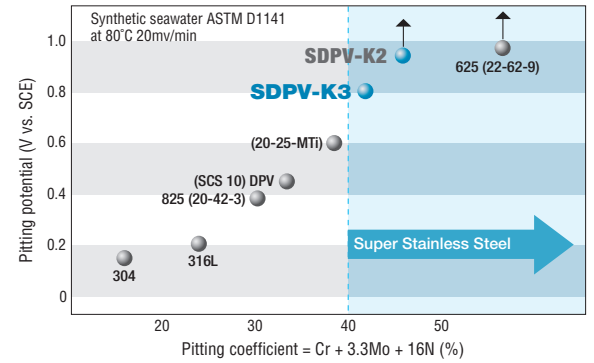 Synthetic seawater ASTM D1141
at 80˚C 20mv/min
Pitting potential (V vs. SCE)
1.0
0.8
0.6
0.4
0.2
0
SDPV-K2
625 (22-62-9)
SDPV-K3
(20-25-MTi)
(SCS 10) DPV
825 (20-42-3)
316L
304
Super Stainless Steel
20
30
40
50
Pitting coefficient = Cr + 3.3Mo + 16N (%)